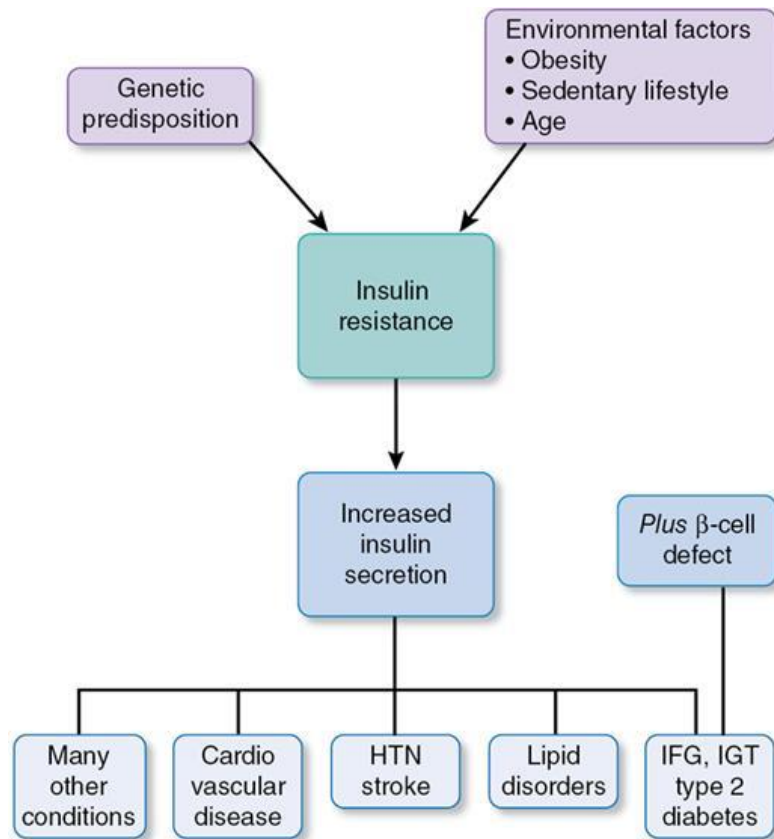 Genetic
predisposition
Environmental factors
• Obesity
• Sedentary lifestyle
• Age
Insulin
resistance
Increased
insulin
secretion
Plus β-cell
defect
Many
other
conditions
Cardio
vascular
disease
HTN
stroke
Lipid
disorders
IFG, IGT
type 2
diabetes